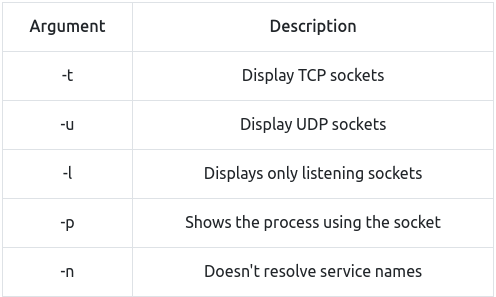 Argument Description
-t Display TCP sockets
-u Display UDP sockets
-l Displays only listening sockets
-p Shows the process using the socket
-n Doesn't resolve service names